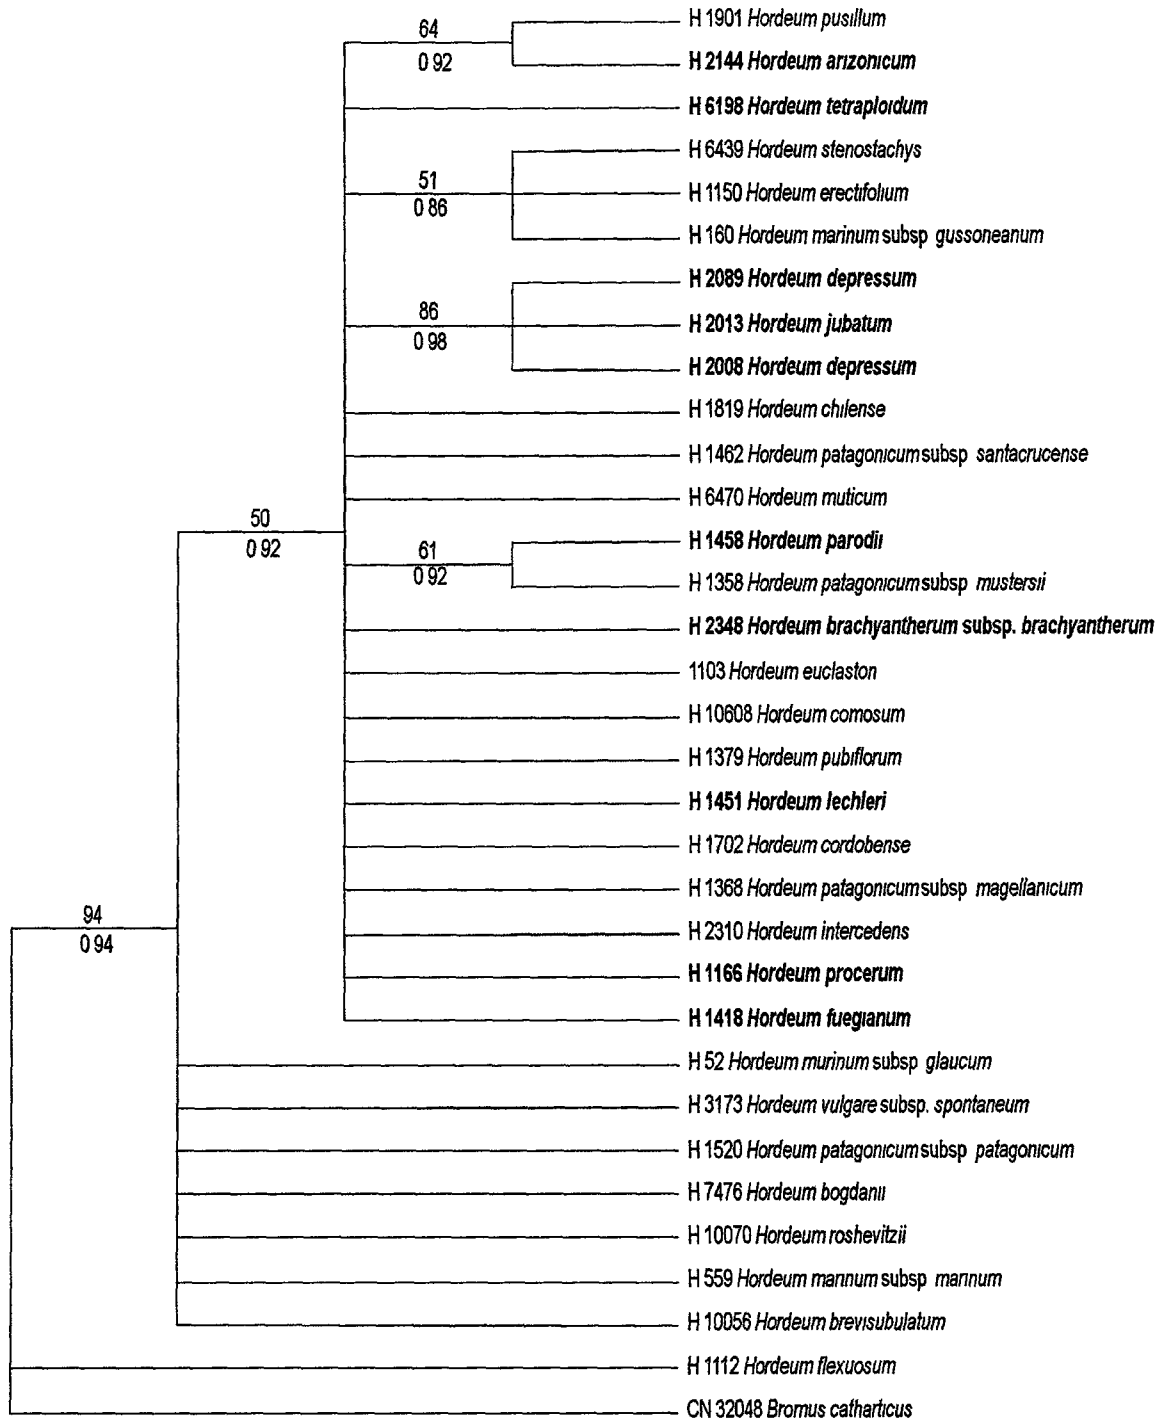 64
0 92
H 1901 Hordeum pusillum
H 2144 Hordeum arizonicum
H 6198 Hordeum tetraploidum
51
0 86
H 6439 Hordeum stenostachys
H 1150 Hordeum erectifolium
H 160 Hordeum marinum subsp gussoneanum
86
0 98
H 2089 Hordeum depressum
H 2013 Hordeum jubatum
H 2008 Hordeum depressum
H 1819 Hordeum chilense
H 1462 Hordeum patagonicum subsp santacrucense
H 6470 Hordeum muticum
50
0 92
61
0 92
H 1458 Hordeum parodii
H 1358 Hordeum patagonicum subsp mustersii
H 2348 Hordeum brachyantherum subsp. brachyantherum
1103 Hordeum euclaston
H 10608 Hordeum comosum
H 1379 Hordeum pubiflorum
H 1451 Hordeum lechleri
H 1702 Hordeum cordobense
H 1368 Hordeum patagonicum subsp magellanicum
94
0 94
H 2310 Hordeum intercedens
H 1166 Hordeum procerum
H 1418 Hordeum fuegianum
H 52 Hordeum murinum subsp glaucum
H 3173 Hordeum vulgare subsp. spontaneum
H 1520 Hordeum patagonicum subsp patagonicum
H 7476 Hordeum bogdanii
H 10070 Hordeum roshevitzii
H 559 Hordeum marinum subsp marinum
H 10056 Hordeum brevisubulatum
H 1112 Hordeum flexuosum
CN 32048 Bromus catharticus